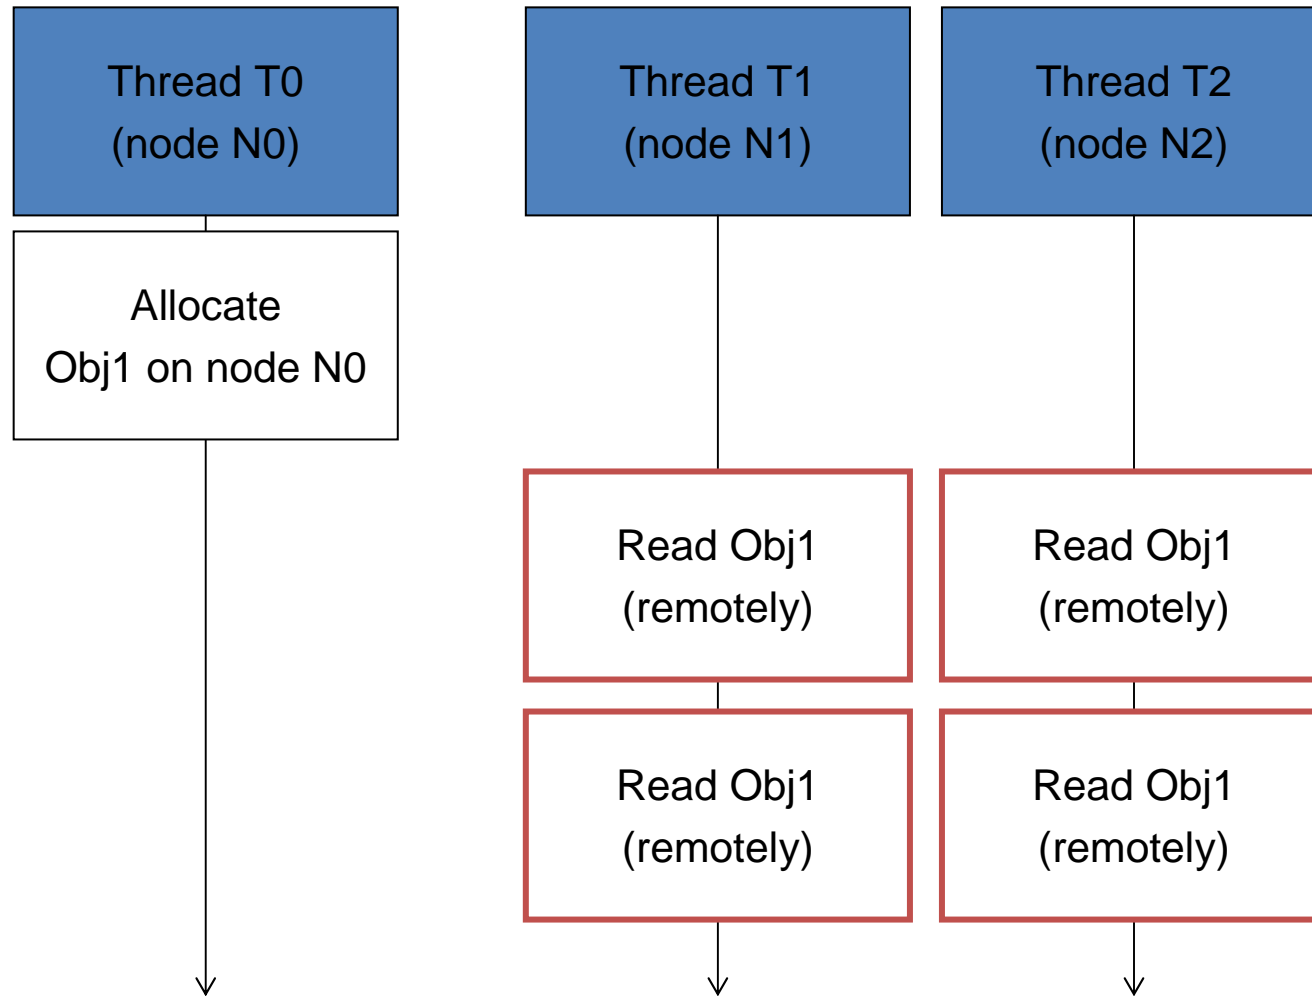 Thread T0
(node N0)
Thread T1
(node N1)
Thread T2
(node N2)
Allocate
Obj1 on node N0
Read Obj1
(remotely)
Read Obj1
(remotely)
Read Obj1
(remotely)
Read Obj1
(remotely)